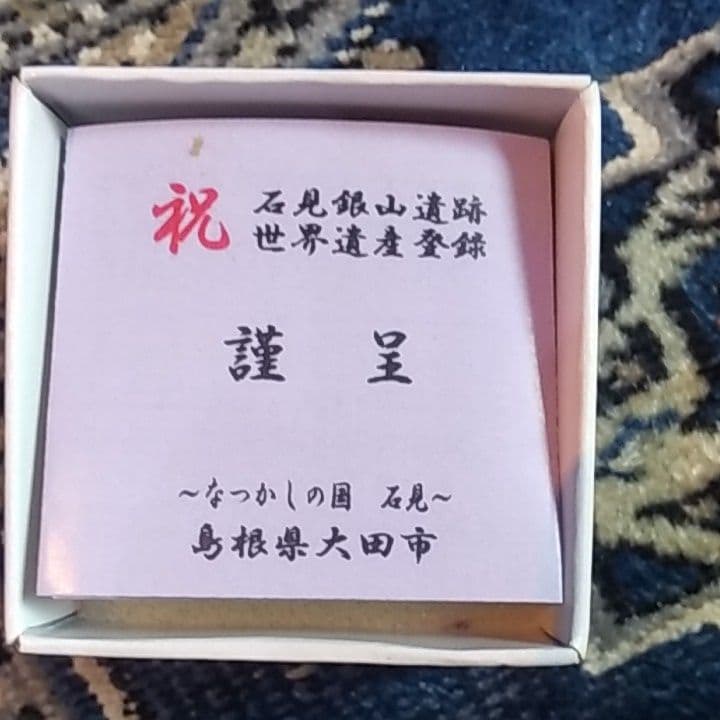 祝 石見銀山遺跡
世界遺産登録
謹 呈
～なつかしの国 石見～
島根県大田市